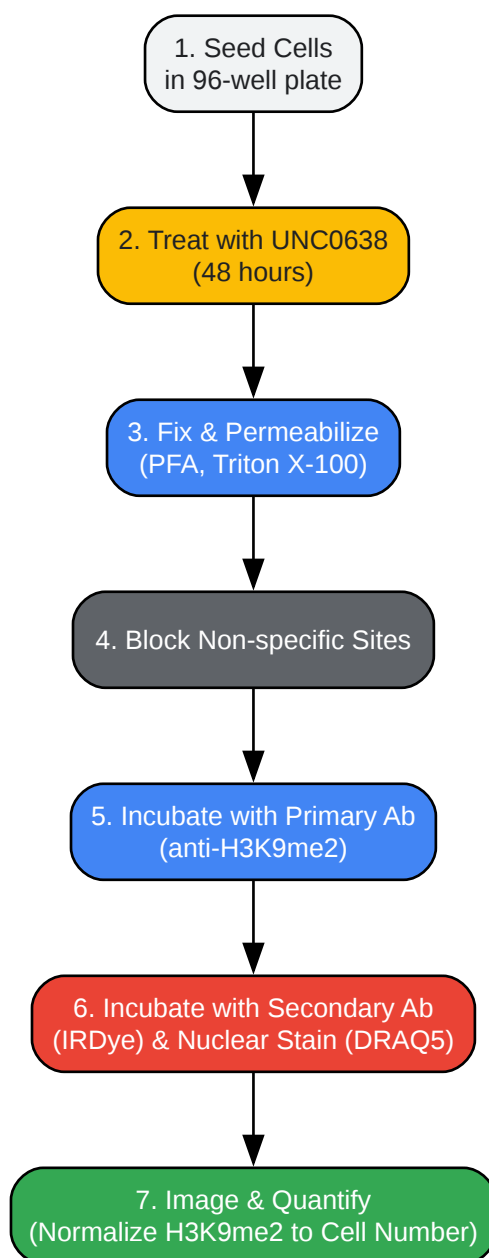 1. Seed Cells
in 96-well plate
2. Treat with UNC0638
(48 hours)
3. Fix & Permeabilize
(PFA, Triton X-100)
4. Block Non-specific Sites
5. Incubate with Primary Ab
(anti-H3K9me2)
6. Incubate with Secondary Ab
(IRDye) & Nuclear Stain (DRAQ5)
7. Image & Quantify
(Normalize H3K9me2 to Cell Number)